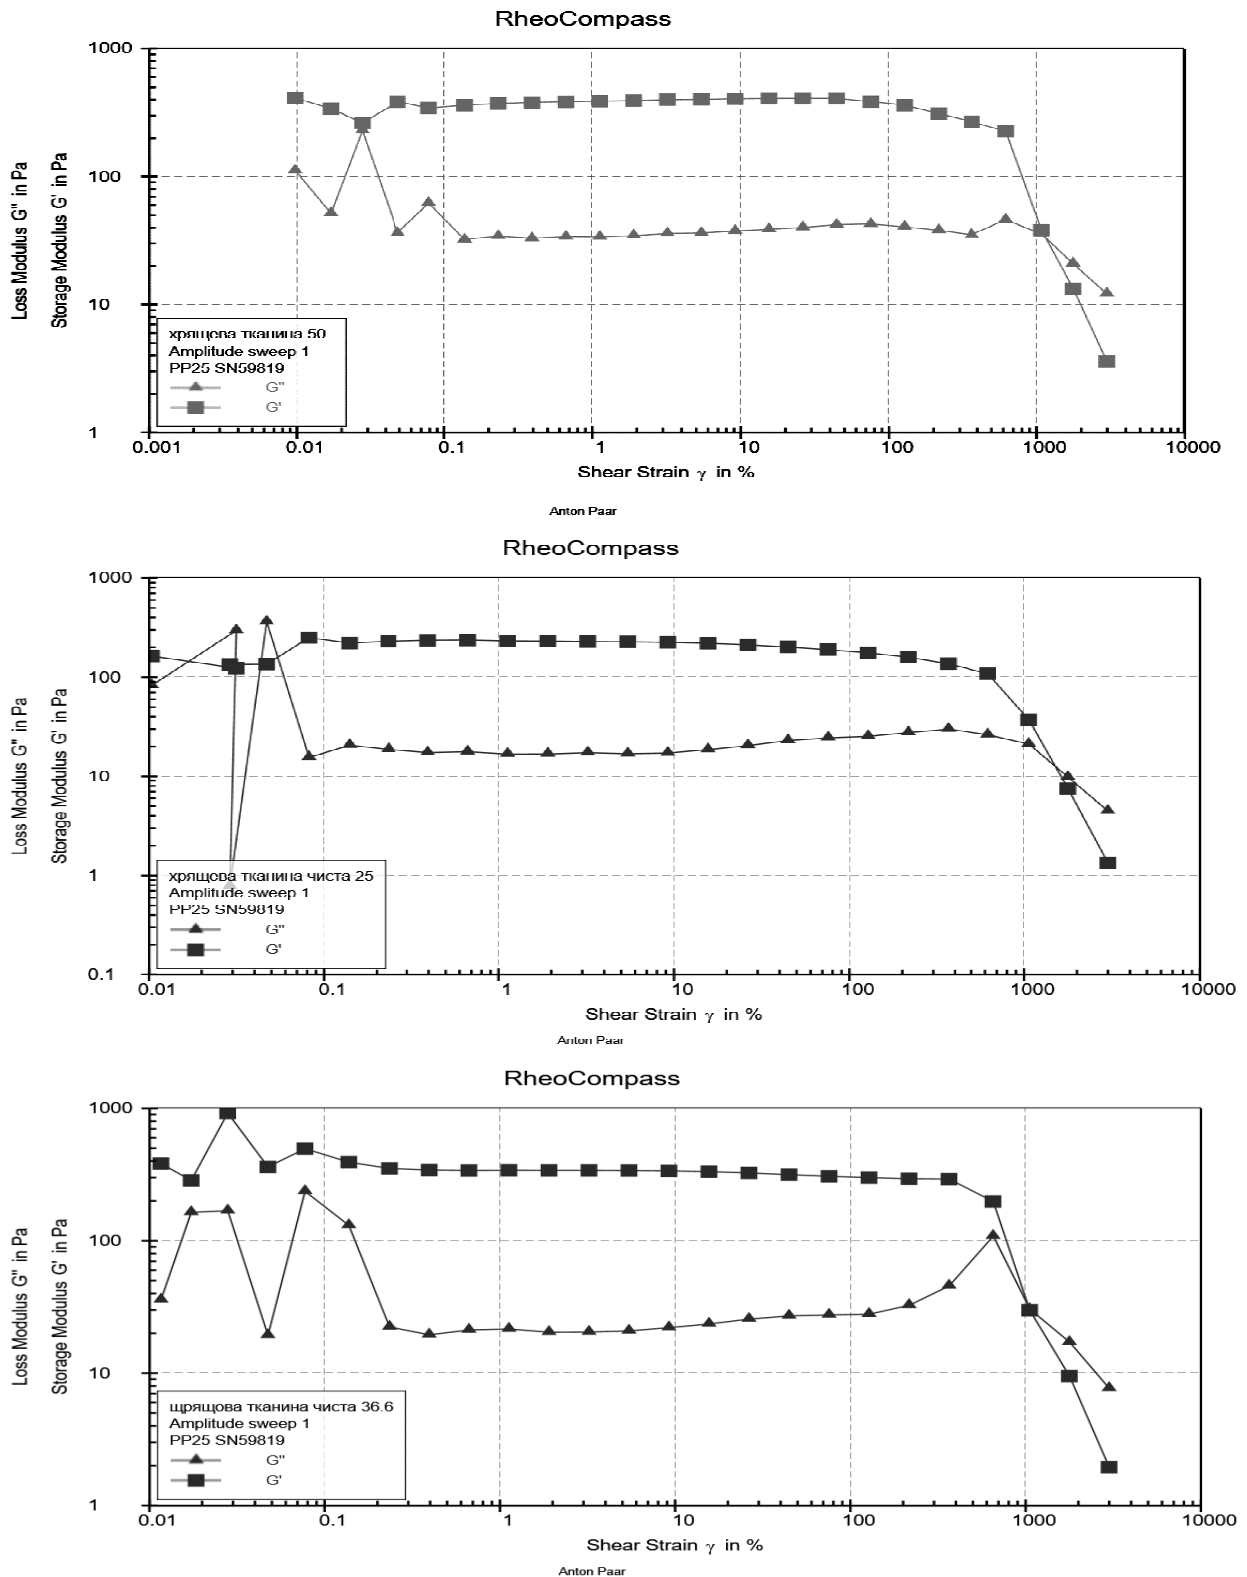 RheoCompass
Loss Modulus G'' in Pa
Storage Modulus G' in Pa
1000
100
10
1
хрящева тканина 50
Amplitude sweep 1
PP25 SN59819
G''
G'
0.001 0.01 0.1 1 10 100 1000 10000
Shear Strain γ in %
Anton Paar
RheoCompass
Loss Modulus G'' in Pa
Storage Modulus G' in Pa
1000
100
10
1
0.1
хрящева тканина чиста 25
Amplitude sweep 1
PP25 SN59819
G''
G'
0.01 0.1 1 10 100 1000 10000
Shear Strain γ in %
Anton Paar
RheoCompass
Loss Modulus G'' in Pa
Storage Modulus G' in Pa
1000
100
10
1
щрящова тканина чиста 36.6
Amplitude sweep 1
PP25 SN59819
G''
G'
0.01 0.1 1 10 100 1000 10000
Shear Strain γ in %
Anton Paar